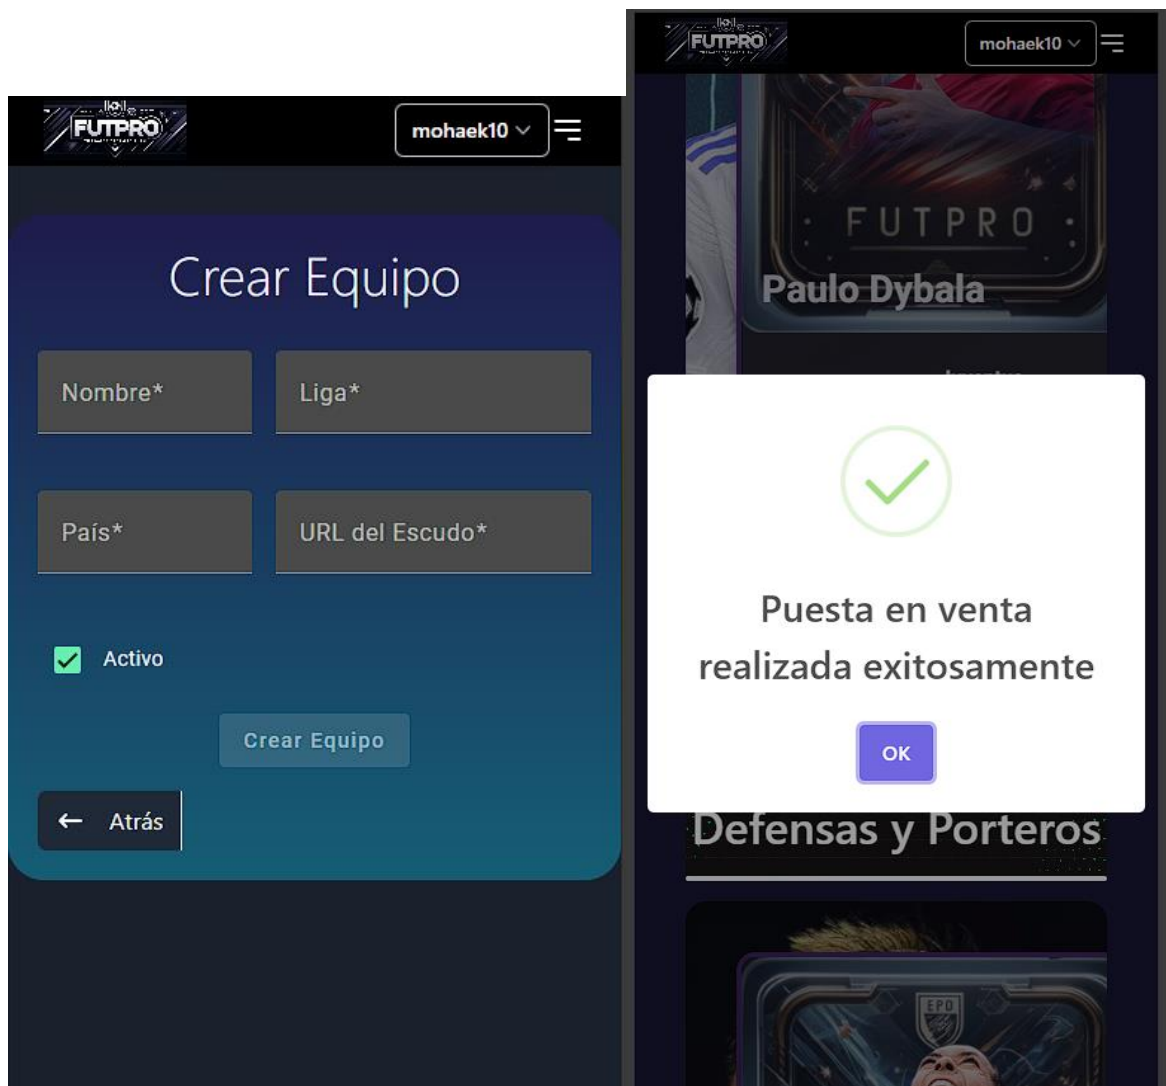 FUTPRO
mohaek10
Crear Equipo
Nombre*
Liga*
País*
URL del Escudo*
Activo
Crear Equipo
← Atrás
FUTPRO
mohaek10
FUTPRO
Paulo Dybala
Puesta en venta
realizada exitosamente
OK
Defensas y Porteros
EPO